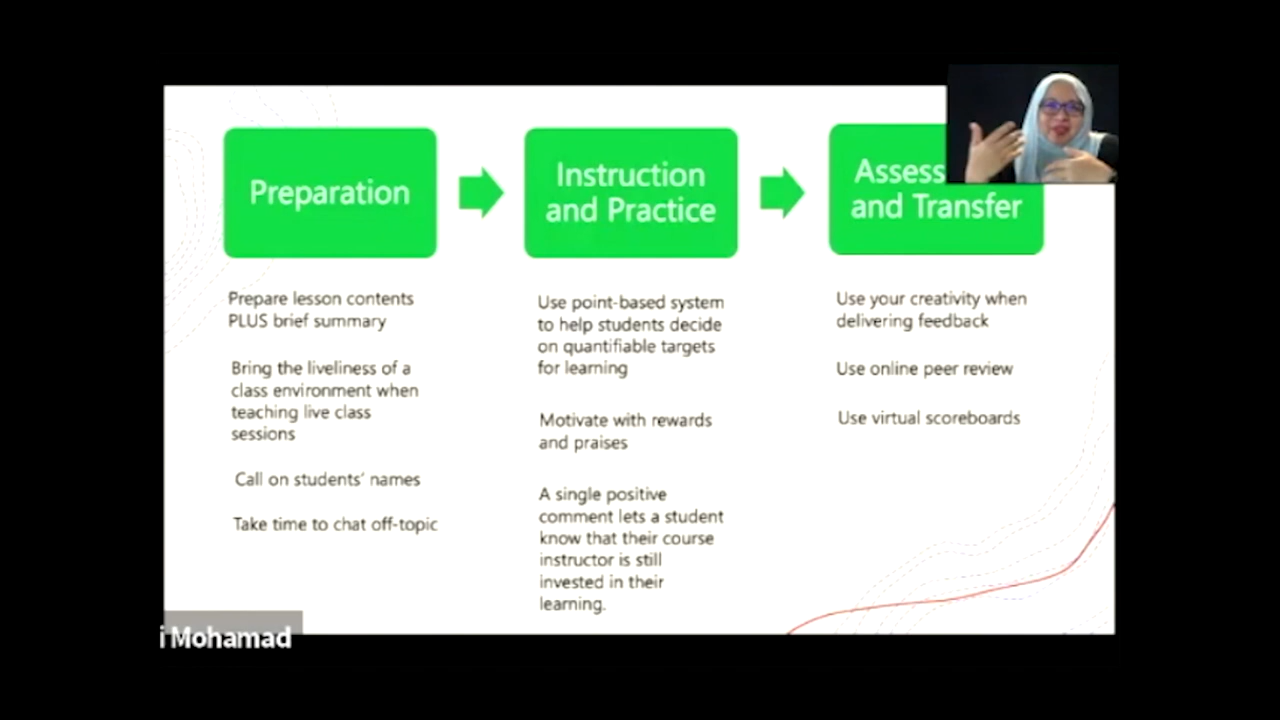 Preparation
Prepare lesson contents
PLUS brief summary
Bring the liveliness of a
class environment when
teaching live class
sessions
Call on students' names
Take time to chat off-topic
Instruction
and Practice
Use point-based system
to help students decide
on quantifiable targets
for learning
Motivate with rewards
and praises
A single positive
comment lets a student
know that their course
instructor is still
invested in their
learning.
Assess
and Transfer
Use your creativity when
delivering feedback
Use online peer review
Use virtual scoreboards
i Mohamad